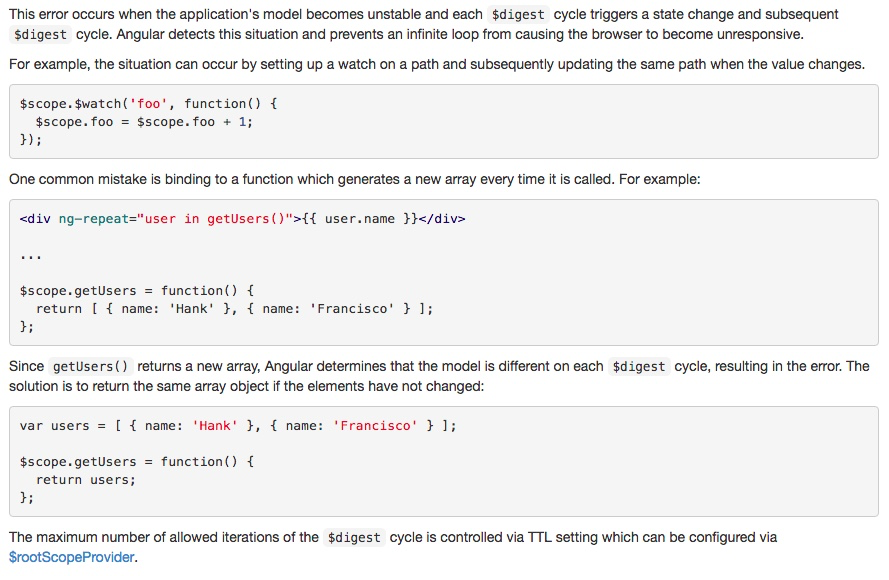 This error occurs when the application's model becomes unstable and each $digest cycle triggers a state change and subsequent
$digest cycle. Angular detects this situation and prevents an infinite loop from causing the browser to become unresponsive.
For example, the situation can occur by setting up a watch on a path and subsequently updating the same path when the value changes.
$scope.$watch('foo', function() {
  $scope.foo = $scope.foo + 1;
});
One common mistake is binding to a function which generates a new array every time it is called. For example:
<div ng-repeat="user in getUsers()">{{ user.name }}</div>
...
$scope.getUsers = function() {
  return [ { name: 'Hank' }, { name: 'Francisco' } ];
};
Since getUsers() returns a new array, Angular determines that the model is different on each $digest cycle, resulting in the error. The
solution is to return the same array object if the elements have not changed:
var users = [ { name: 'Hank' }, { name: 'Francisco' } ];
$scope.getUsers = function() {
  return users;
};
The maximum number of allowed iterations of the $digest cycle is controlled via TTL setting which can be configured via
$rootScopeProvider.